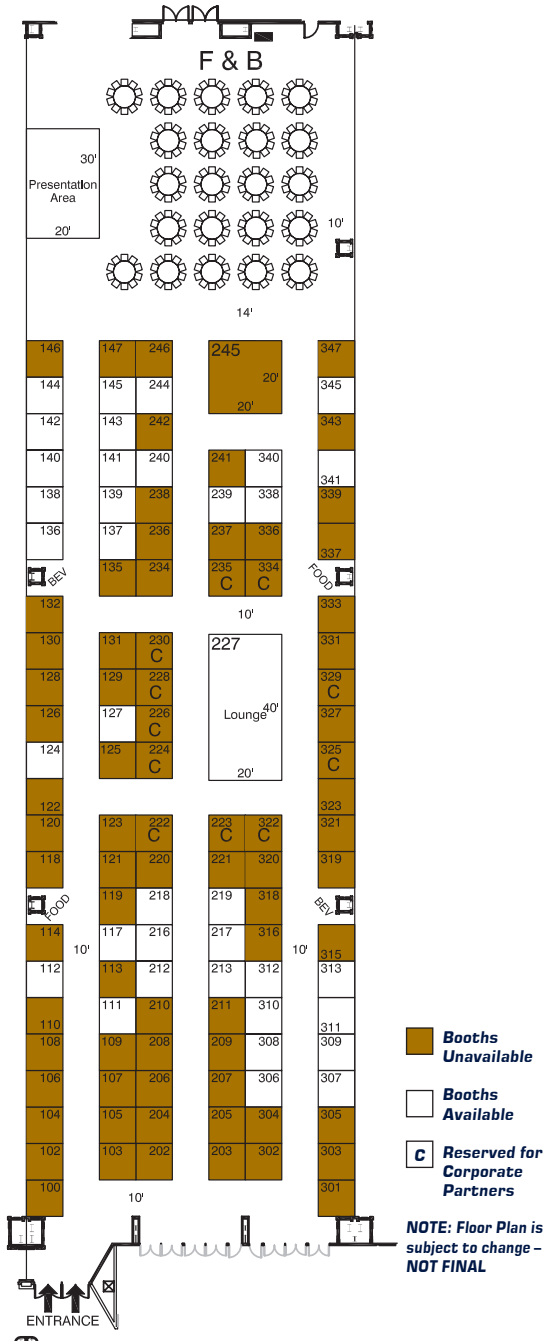 F & B
30'
Presentation
Area
20'
10'
14'
146 147 246 245 347
20'
144 145 244 345
20'
142 143 242 343
140 141 240 241 340 341
138 139 238 239 338 339
136 137 236 237 336 337
135 234 235 334
C C
BEV FOOD
132 10' 333
130 131 230 227 331
C
128 129 228 329
C C
126 127 226 Lounge 40' 327
C
124 125 224 325
C C
20'
122 323
120 123 222 223 322 321
C C C
118 121 220 221 320 319
119 218 219 318
FOOD BEV
114 117 216 217 316 315
10' 10'
112 113 212 213 312 313
110 111 210 211 310 311
108 109 208 209 308 309
106 107 206 207 306 307
104 105 204 205 304 305
102 103 202 203 302 303
100 301
10'
ENTRANCE
Booths
Unavailable
Booths
Available
C Reserved for
Corporate
Partners
NOTE: Floor Plan is
subject to change –
NOT FINAL